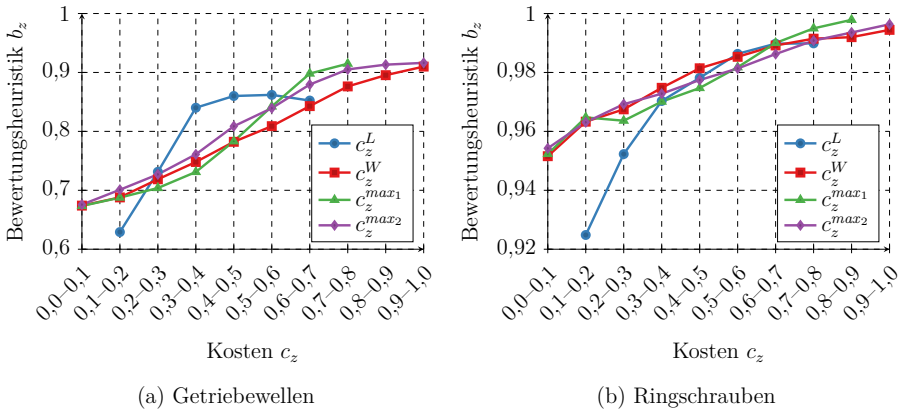 1
0,9
0,8
0,7
0,6
Bewertungsheuristik b_z
c_z^L
c_z^W
c_z^{max_1}
c_z^{max_2}
0,0–0,1
0,1–0,2
0,2–0,3
0,3–0,4
0,4–0,5
0,5–0,6
0,6–0,7
0,7–0,8
0,8–0,9
0,9–1,0
Kosten c_z
(a) Getriebewellen
1
0,98
0,96
0,94
0,92
Bewertungsheuristik b_z
c_z^L
c_z^W
c_z^{max_1}
c_z^{max_2}
0,0–0,1
0,1–0,2
0,2–0,3
0,3–0,4
0,4–0,5
0,5–0,6
0,6–0,7
0,7–0,8
0,8–0,9
0,9–1,0
Kosten c_z
(b) Ringschrauben